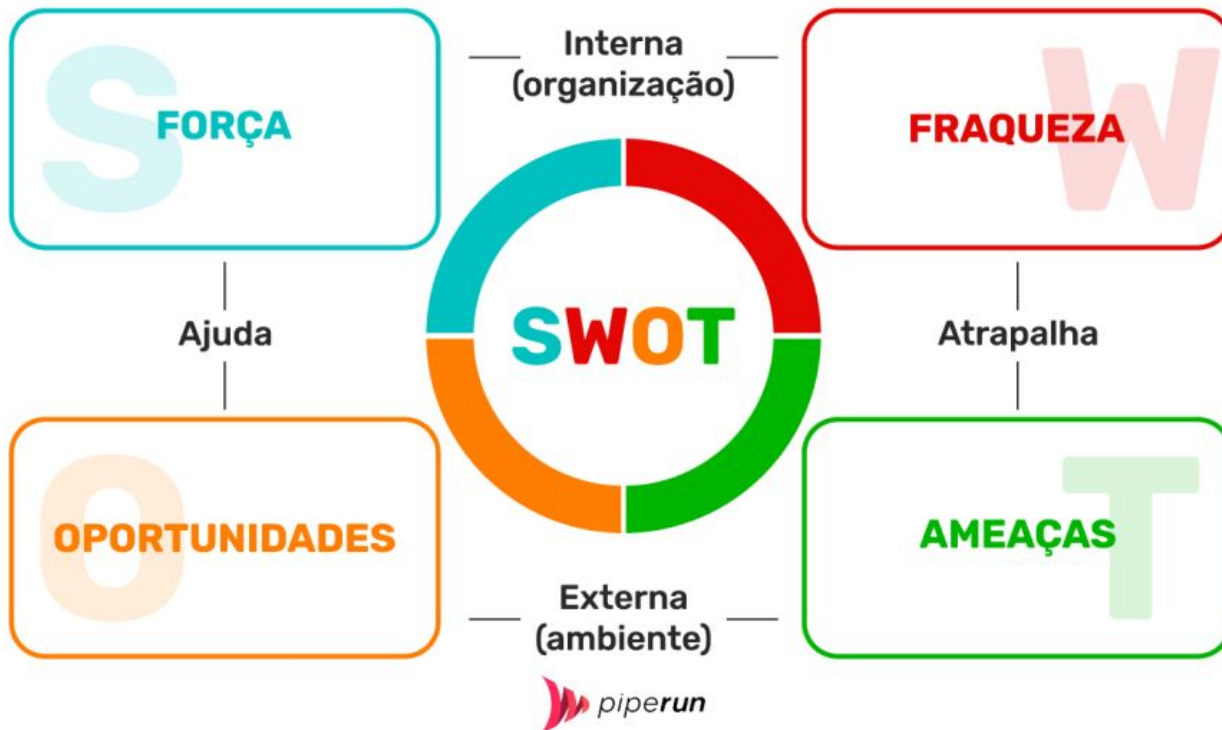 S
FORÇA
Interna
(organização)
W
FRAQUEZA
Ajuda
SWOT
Atrapalha
O
OPORTUNIDADES
Externa
(ambiente)
T
AMEAÇAS
piperun